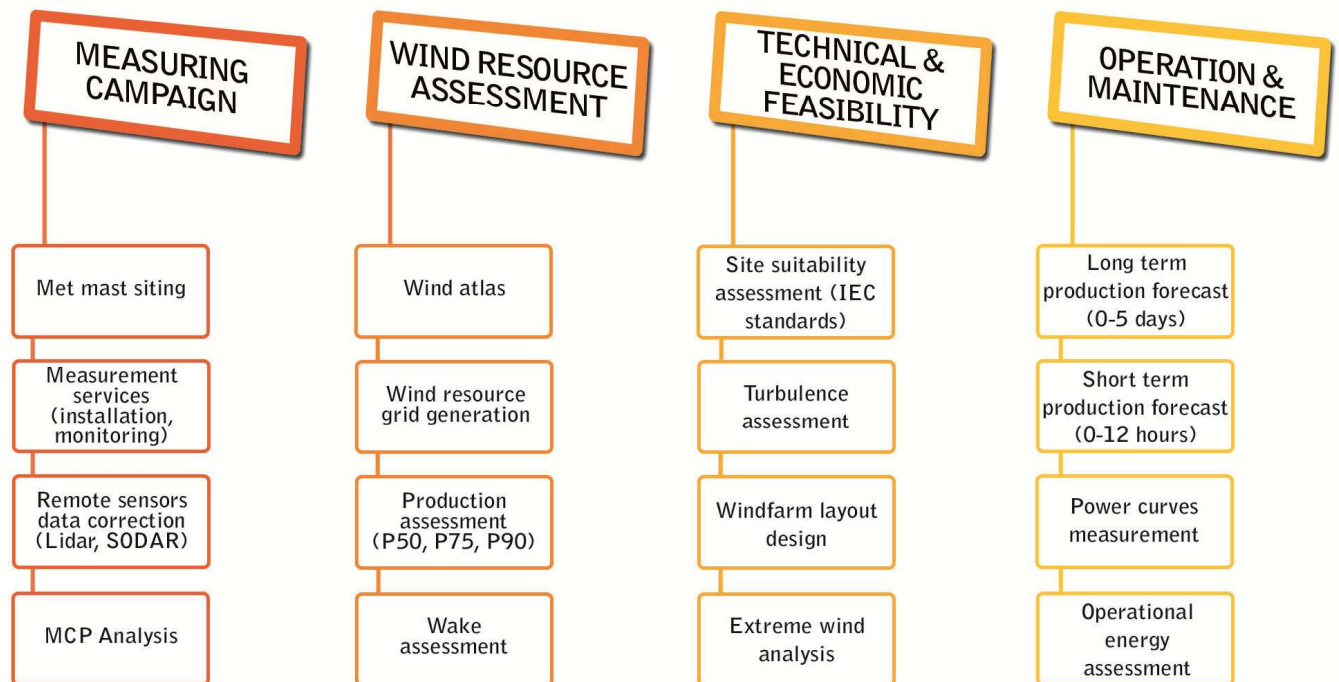 MEASURING
CAMPAIGN
Met mast siting
Measurement
services
(installation,
monitoring)
Remote sensors
data correction
(Lidar, SODAR)
MCP Analysis
WIND RESOURCE
ASSESSMENT
Wind atlas
Wind resource
grid generation
Production
assessment
(P50, P75, P90)
Wake
assessment
TECHNICAL &
ECONOMIC
FEASIBILITY
Site suitability
assessment (IEC
standards)
Turbulence
assessment
Windfarm layout
design
Extreme wind
analysis
OPERATION &
MAINTENANCE
Long term
production forecast
(0-5 days)
Short term
production forecast
(0-12 hours)
Power curves
measurement
Operational
energy
assessment